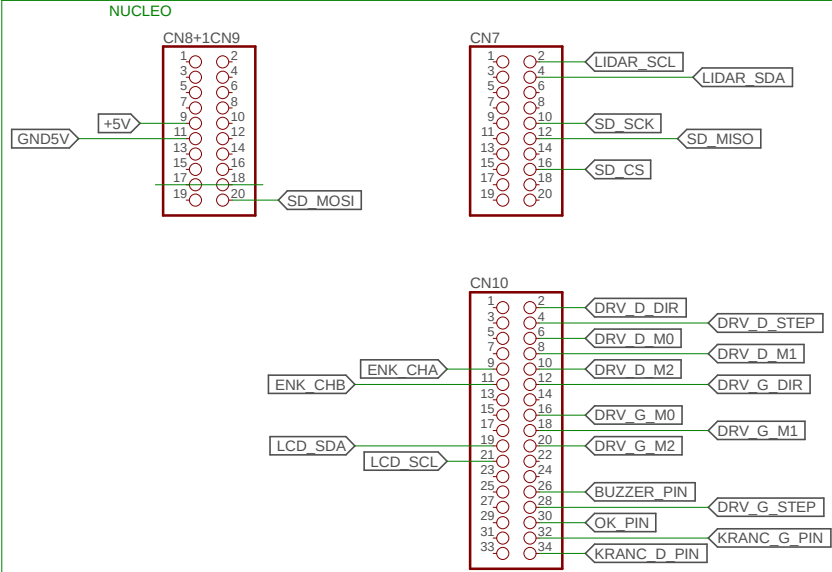 NUCLEO
CN8+1CN9
1 2
3 4
5 6
7 8
+5V 9 10
GND5V 11 12
13 14
15 16
17 18
19 20 SD_MOSI
CN7
1 2 LIDAR_SCL
3 4 LIDAR_SDA
5 6
7 8
9 10 SD_SCK
11 12 SD_MISO
13 14
15 16 SD_CS
17 18
19 20
CN10
1 2 DRV_D_DIR
3 4 DRV_D_STEP
5 6 DRV_D_M0
7 8 DRV_D_M1
ENK_CHA 9 10 DRV_D_M2
ENK_CHB 11 12 DRV_G_DIR
13 14
15 16 DRV_G_M0
17 18 DRV_G_M1
LCD_SDA 19 20 DRV_G_M2
LCD_SCL 21 22
23 24
25 26 BUZZER_PIN
27 28 DRV_G_STEP
29 30 OK_PIN
31 32 KRANC_G_PIN
33 34 KRANC_D_PIN